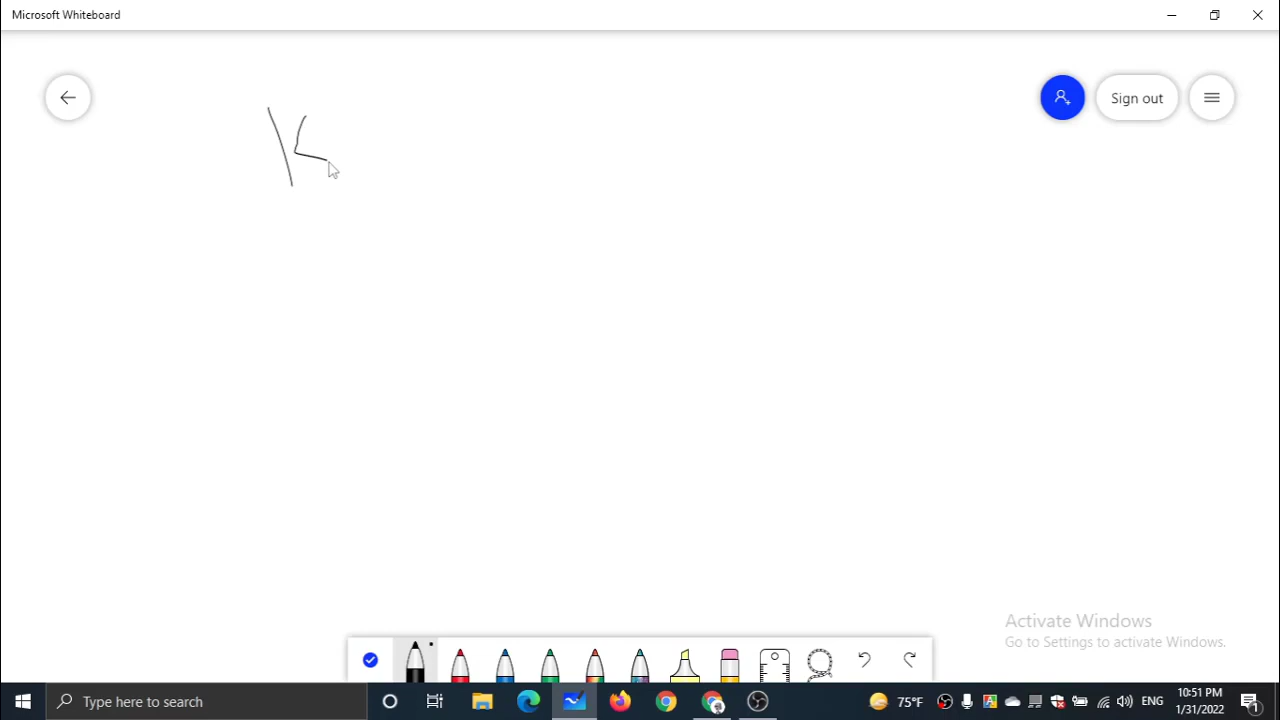 Microsoft Whiteboard
Sign out
K
Activate Windows
Go to Settings to activate Windows.
Type here to search
75°F
ENG
10:51 PM
1/31/2022
1